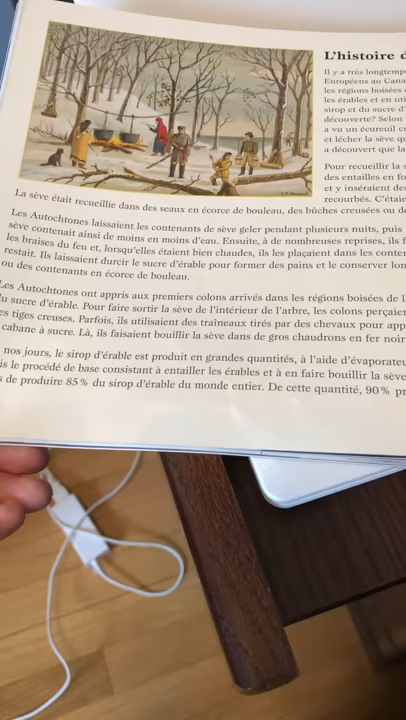 L'histoire d
Il y a très longtemps
Européens au Cana
les régions boisées
les érables et en uti
sirop et du sucre d'
découverte? Selon
a vu un écureuil cr
et lécher la sève qu
a découvert que la
Pour recueillir la s
des entailles en fo
et y inséraient des
recourbés. C'étaie
La sève était recueillie dans des seaux en écorce de bouleau, des bûches creusées ou de
Les Autochtones laissaient les contenants de sève geler pendant plusieurs nuits, puis
sève contenait ainsi de moins en moins d'eau. Ensuite, à de nombreuses reprises, ils f
les braises du feu et, lorsqu'elles étaient bien chaudes, ils les plaçaient dans les conten
restait. Ils laissaient durcir le sucre d'érable pour former des pains et le conserver lon
ou des contenants en écorce de bouleau.
Les Autochtones ont appris aux premiers colons arrivés dans les régions boisées de l'
du sucre d'érable. Pour faire sortir la sève de l'intérieur de l'arbre, les colons perçaien
es tiges creuses. Parfois, ils utilisaient des traîneaux tirés par des chevaux pour app
cabane à sucre. Là, ils faisaient bouillir la sève dans de gros chaudrons en fer noir
nos jours, le sirop d'érable est produit en grandes quantités, à l'aide d'évaporateu
is le procédé de base consistant à entailler les érables et à en faire bouillir la sève
s de produire 85 % du sirop d'érable du monde entier. De cette quantité, 90 % pr